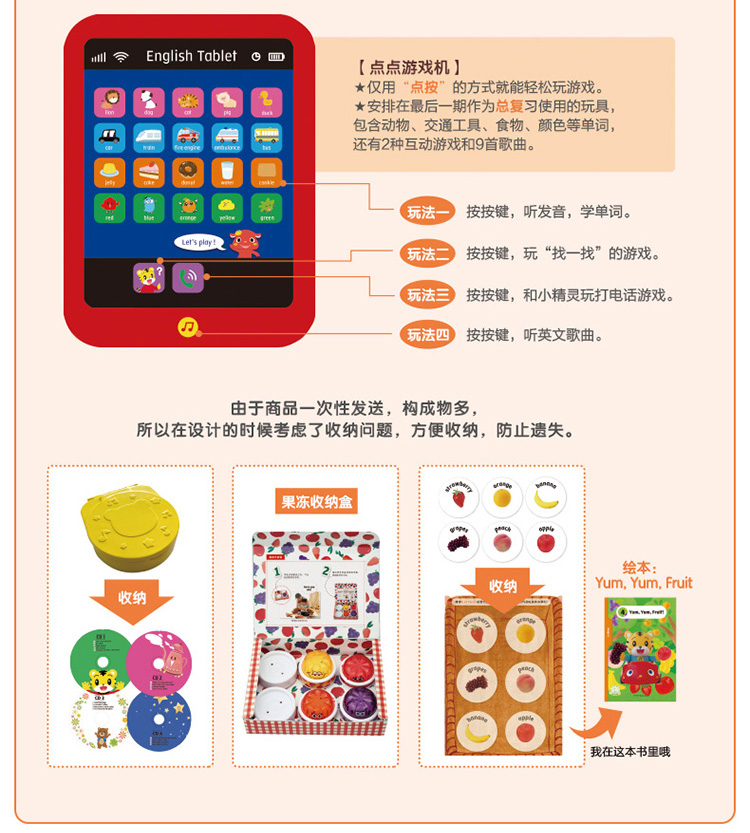 English Tablet
lion dog cat pig duck
car train fire engine ambulance bus
jelly cake donut water cookie
red blue orange yellow green
Let's play!
?
【点点游戏机】
★仅用“点按”的方式就能轻松玩游戏。
★安排在最后一期作为总复习使用的玩具，
包含动物、交通工具、食物、颜色等单词，
还有2种互动游戏和9首歌曲。
玩法一 按按键，听发音，学单词。
玩法二 按按键，玩“找一找”的游戏。
玩法三 按按键，和小精灵玩打电话游戏。
玩法四 按按键，听英文歌曲。
由于商品一次性发送，构成物多，
所以在设计的时候考虑了收纳问题，方便收纳，防止遗失。
收纳
CD 1
CD 2
CD 3
CD 4
果冻收纳盒
1
2
strawberry orange banana
grapes peach apple
收纳
strawberry orange
grapes peach
banana apple
绘本：
Yum, Yum, Fruit
4 Yum, Yum, Fruit!
我在这本书里哦